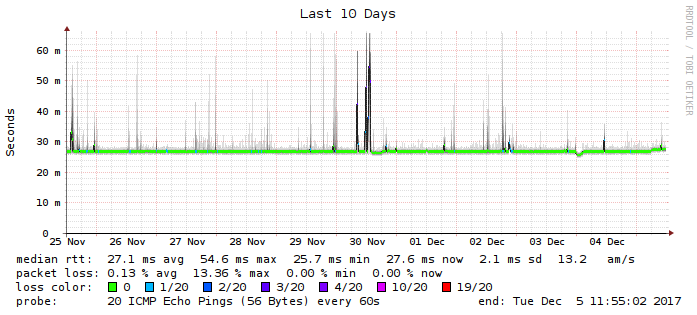 Last 10 Days
RRDTOOL / TOBI OETIKER
Seconds
60 m
50 m
40 m
30 m
20 m
10 m
0
25 Nov 26 Nov 27 Nov 28 Nov 29 Nov 30 Nov 01 Dec 02 Dec 03 Dec 04 Dec
median rtt: 27.1 ms avg 54.6 ms max 25.7 ms min 27.6 ms now 2.1 ms sd 13.2 am/s
packet loss: 0.13 % avg 13.36 % max 0.00 % min 0.00 % now
loss color: 0 1/20 2/20 3/20 4/20 10/20 19/20
probe: 20 ICMP Echo Pings (56 Bytes) every 60s end: Tue Dec 5 11:55:02 2017